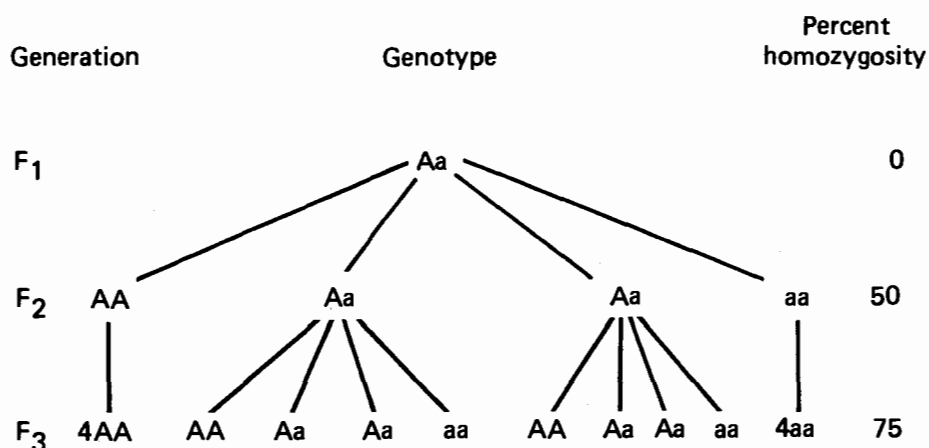 Generation Genotype Percent homozygosity
F1 Aa 0
F2 AA Aa Aa aa 50
F3 4AA AA Aa Aa aa AA Aa Aa aa 4aa 75